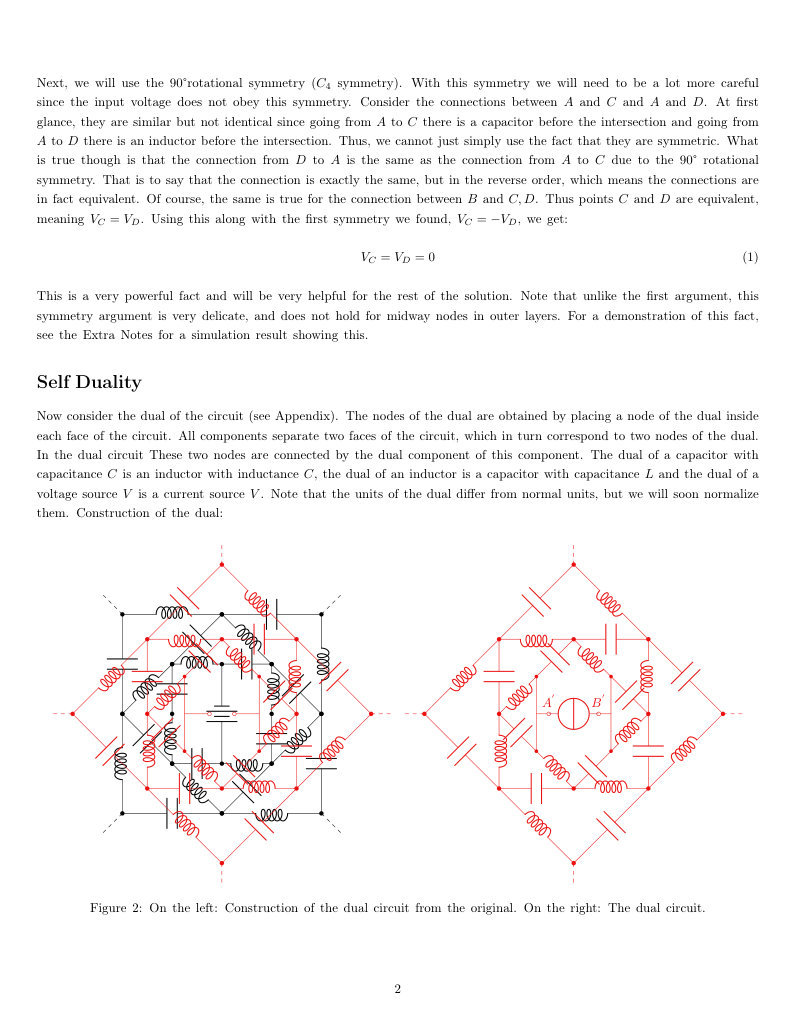 Next, we will use the 90°rotational symmetry (C₄ symmetry). With this symmetry we will need to be a lot more careful
since the input voltage does not obey this symmetry. Consider the connections between A and C and A and D. At first
glance, they are similar but not identical since going from A to C there is a capacitor before the intersection and going from
A to D there is an inductor before the intersection. Thus, we cannot just simply use the fact that they are symmetric. What
is true though is that the connection from D to A is the same as the connection from A to C due to the 90° rotational
symmetry. That is to say that the connection is exactly the same, but in the reverse order, which means the connections are
in fact equivalent. Of course, the same is true for the connection between B and C, D. Thus points C and D are equivalent,
meaning V_C = V_D. Using this along with the first symmetry we found, V_C = −V_D, we get:
V_C = V_D = 0 (1)
This is a very powerful fact and will be very helpful for the rest of the solution. Note that unlike the first argument, this
symmetry argument is very delicate, and does not hold for midway nodes in outer layers. For a demonstration of this fact,
see the Extra Notes for a simulation result showing this.
Self Duality
Now consider the dual of the circuit (see Appendix). The nodes of the dual are obtained by placing a node of the dual inside
each face of the circuit. All components separate two faces of the circuit, which in turn correspond to two nodes of the dual.
In the dual circuit These two nodes are connected by the dual component of this component. The dual of a capacitor with
capacitance C is an inductor with inductance C, the dual of an inductor is a capacitor with capacitance L and the dual of a
voltage source V is a current source V. Note that the units of the dual differ from normal units, but we will soon normalize
them. Construction of the dual:
A′ B′
Figure 2: On the left: Construction of the dual circuit from the original. On the right: The dual circuit.
2